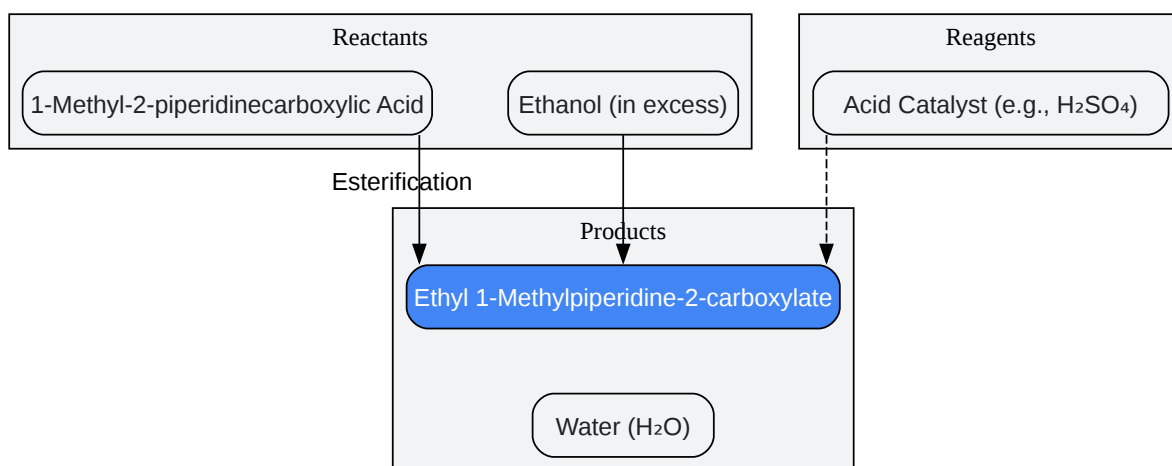 Reactants
Reagents
1-Methyl-2-piperidinecarboxylic Acid
Ethanol (in excess)
Acid Catalyst (e.g., H₂SO₄)
Esterification
Products
Ethyl 1-Methylpiperidine-2-carboxylate
Water (H₂O)